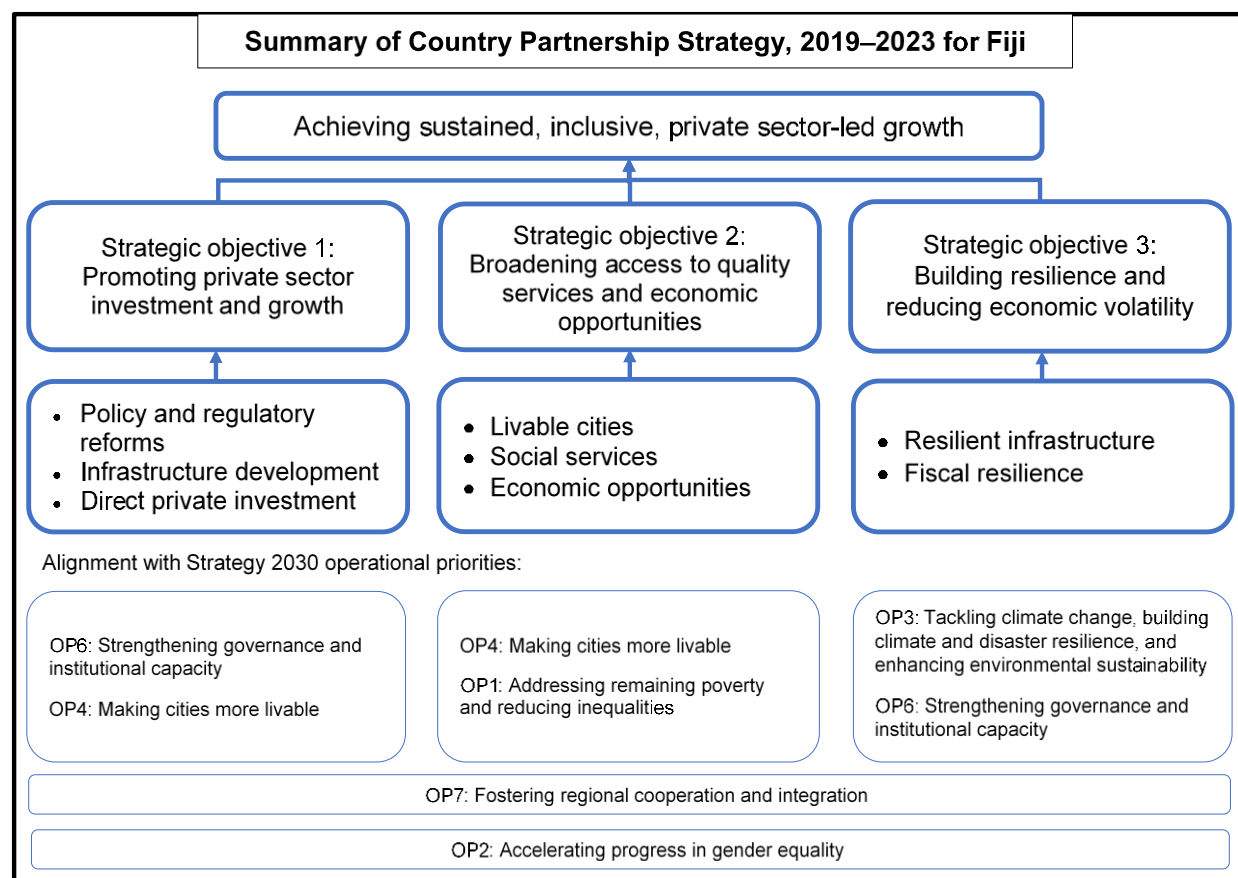 Summary of Country Partnership Strategy, 2019–2023 for Fiji
Achieving sustained, inclusive, private sector-led growth
Strategic objective 1:
Promoting private sector
investment and growth
Strategic objective 2:
Broadening access to quality
services and economic
opportunities
Strategic objective 3:
Building resilience and
reducing economic volatility
• Policy and regulatory
reforms
• Infrastructure development
• Direct private investment
• Livable cities
• Social services
• Economic opportunities
• Resilient infrastructure
• Fiscal resilience
Alignment with Strategy 2030 operational priorities:
OP6: Strengthening governance and
institutional capacity
OP4: Making cities more livable
OP4: Making cities more livable
OP1: Addressing remaining poverty
and reducing inequalities
OP3: Tackling climate change, building
climate and disaster resilience, and
enhancing environmental sustainability
OP6: Strengthening governance and
institutional capacity
OP7: Fostering regional cooperation and integration
OP2: Accelerating progress in gender equality